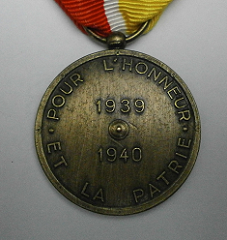 POUR L'HONNEUR
· ET LA PATRIE ·
1939
1940